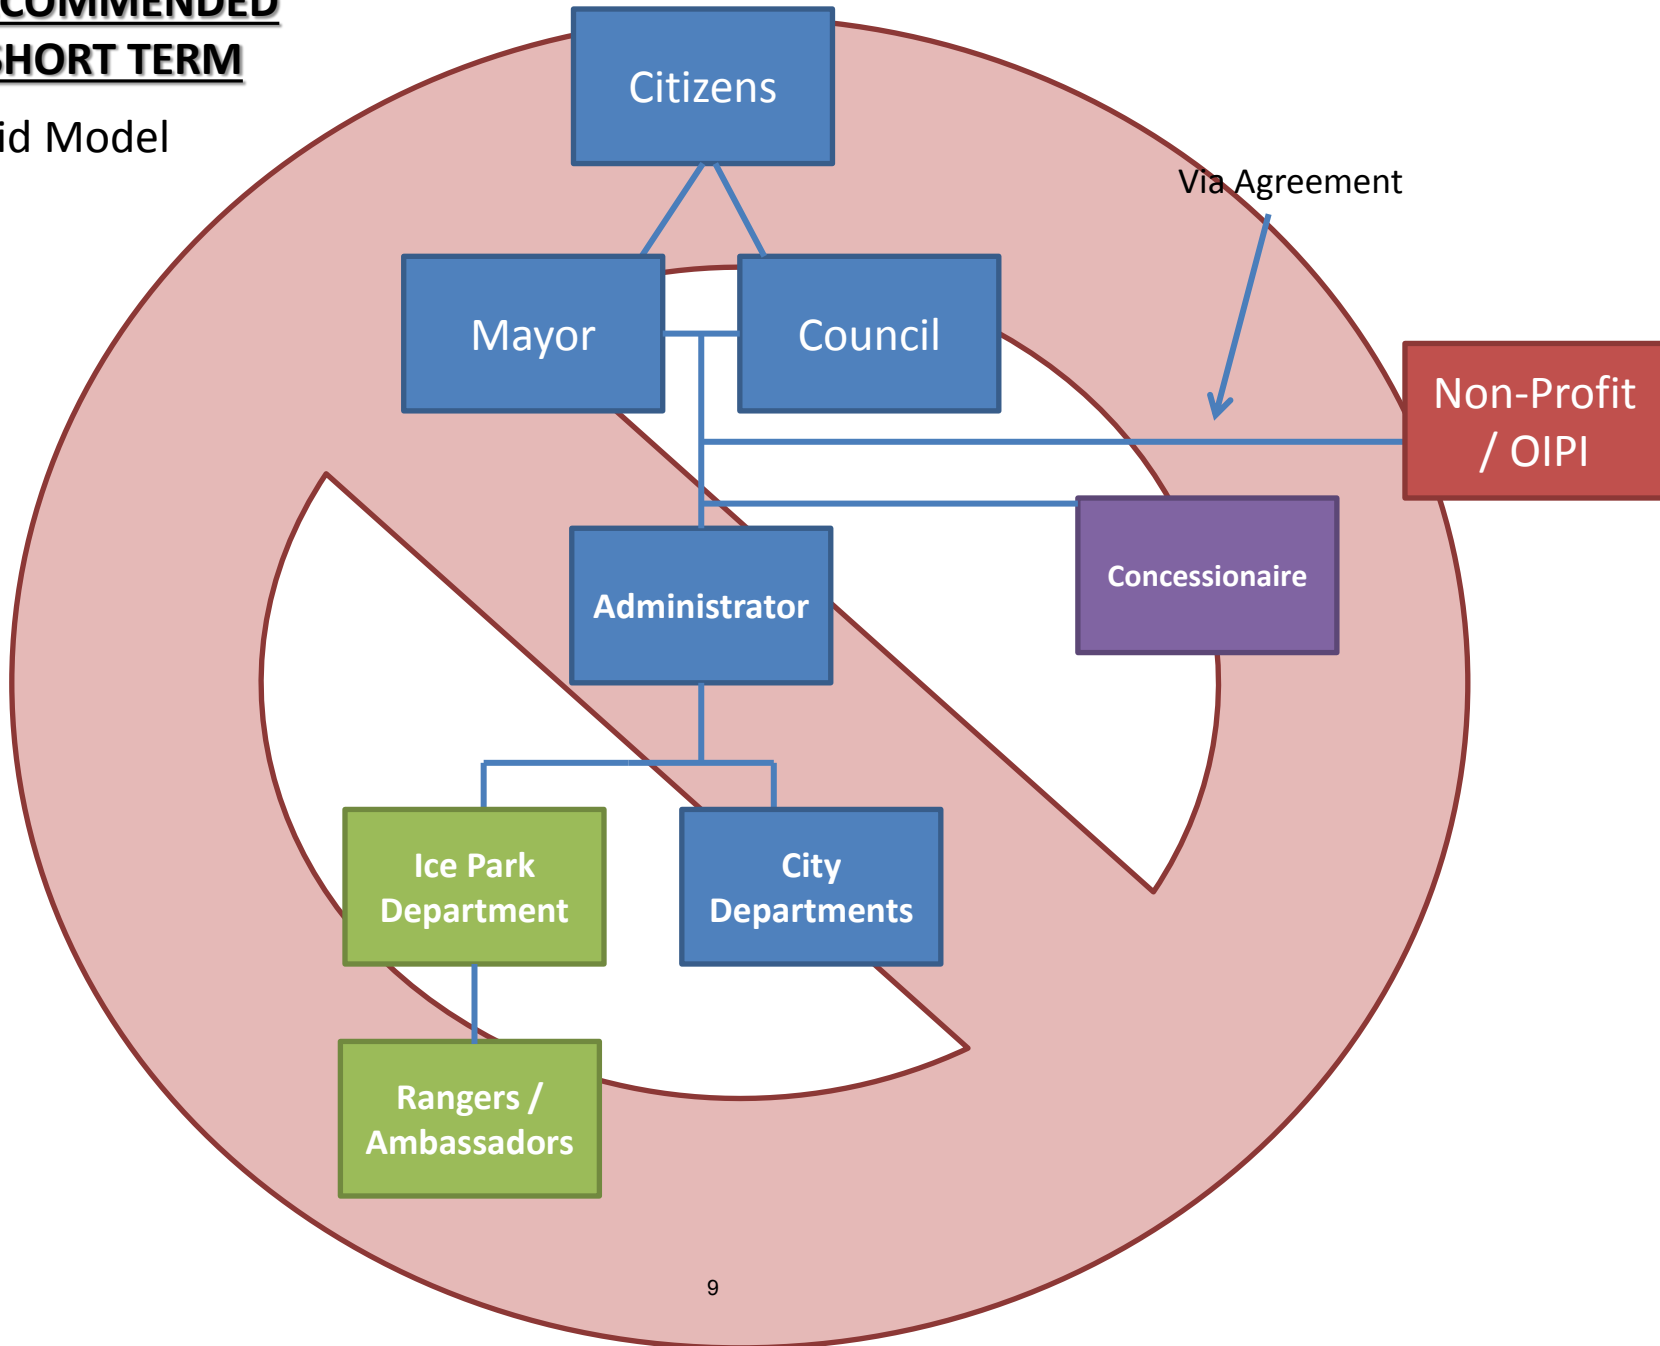 COMMENDED
SHORT TERM
id Model
Citizens
Via Agreement
Mayor
Council
Non-Profit
/ OIPI
Concessionaire
Administrator
Ice Park
Department
City
Departments
Rangers /
Ambassadors
9